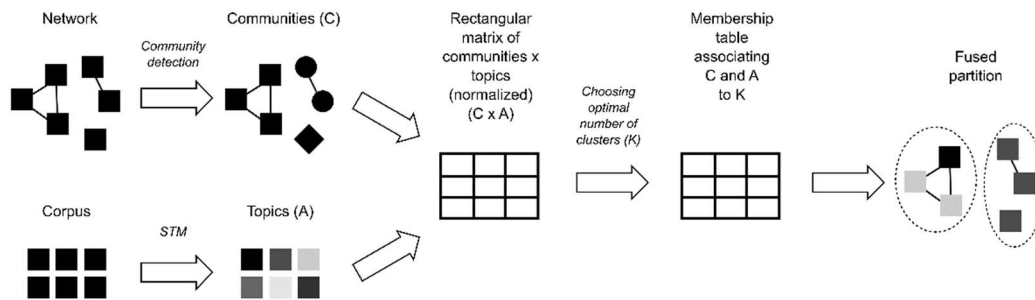 Network
Community
detection
Communities (C)
Rectangular
matrix of
communities x
topics
(normalized)
(C x A)
Choosing
optimal
number of
clusters (K)
Membership
table
associating
C and A
to K
Fused
partition
Corpus
STM
Topics (A)